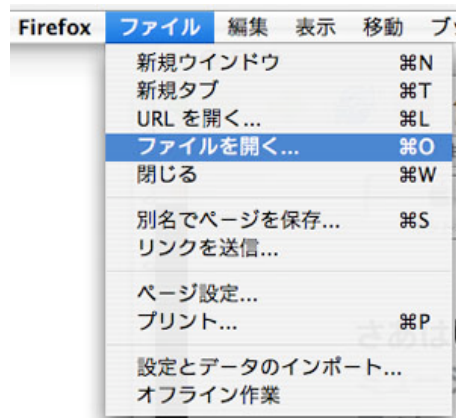 Firefox ファイル 編集 表示 移動
新規ウインドウ ⌘N
新規タブ ⌘T
URL を開く... ⌘L
ファイルを開く... ⌘O
閉じる ⌘W
別名でページを保存... ⌘S
リンクを送信...
ページ設定...
プリント... ⌘P
設定とデータのインポート...
オフライン作業